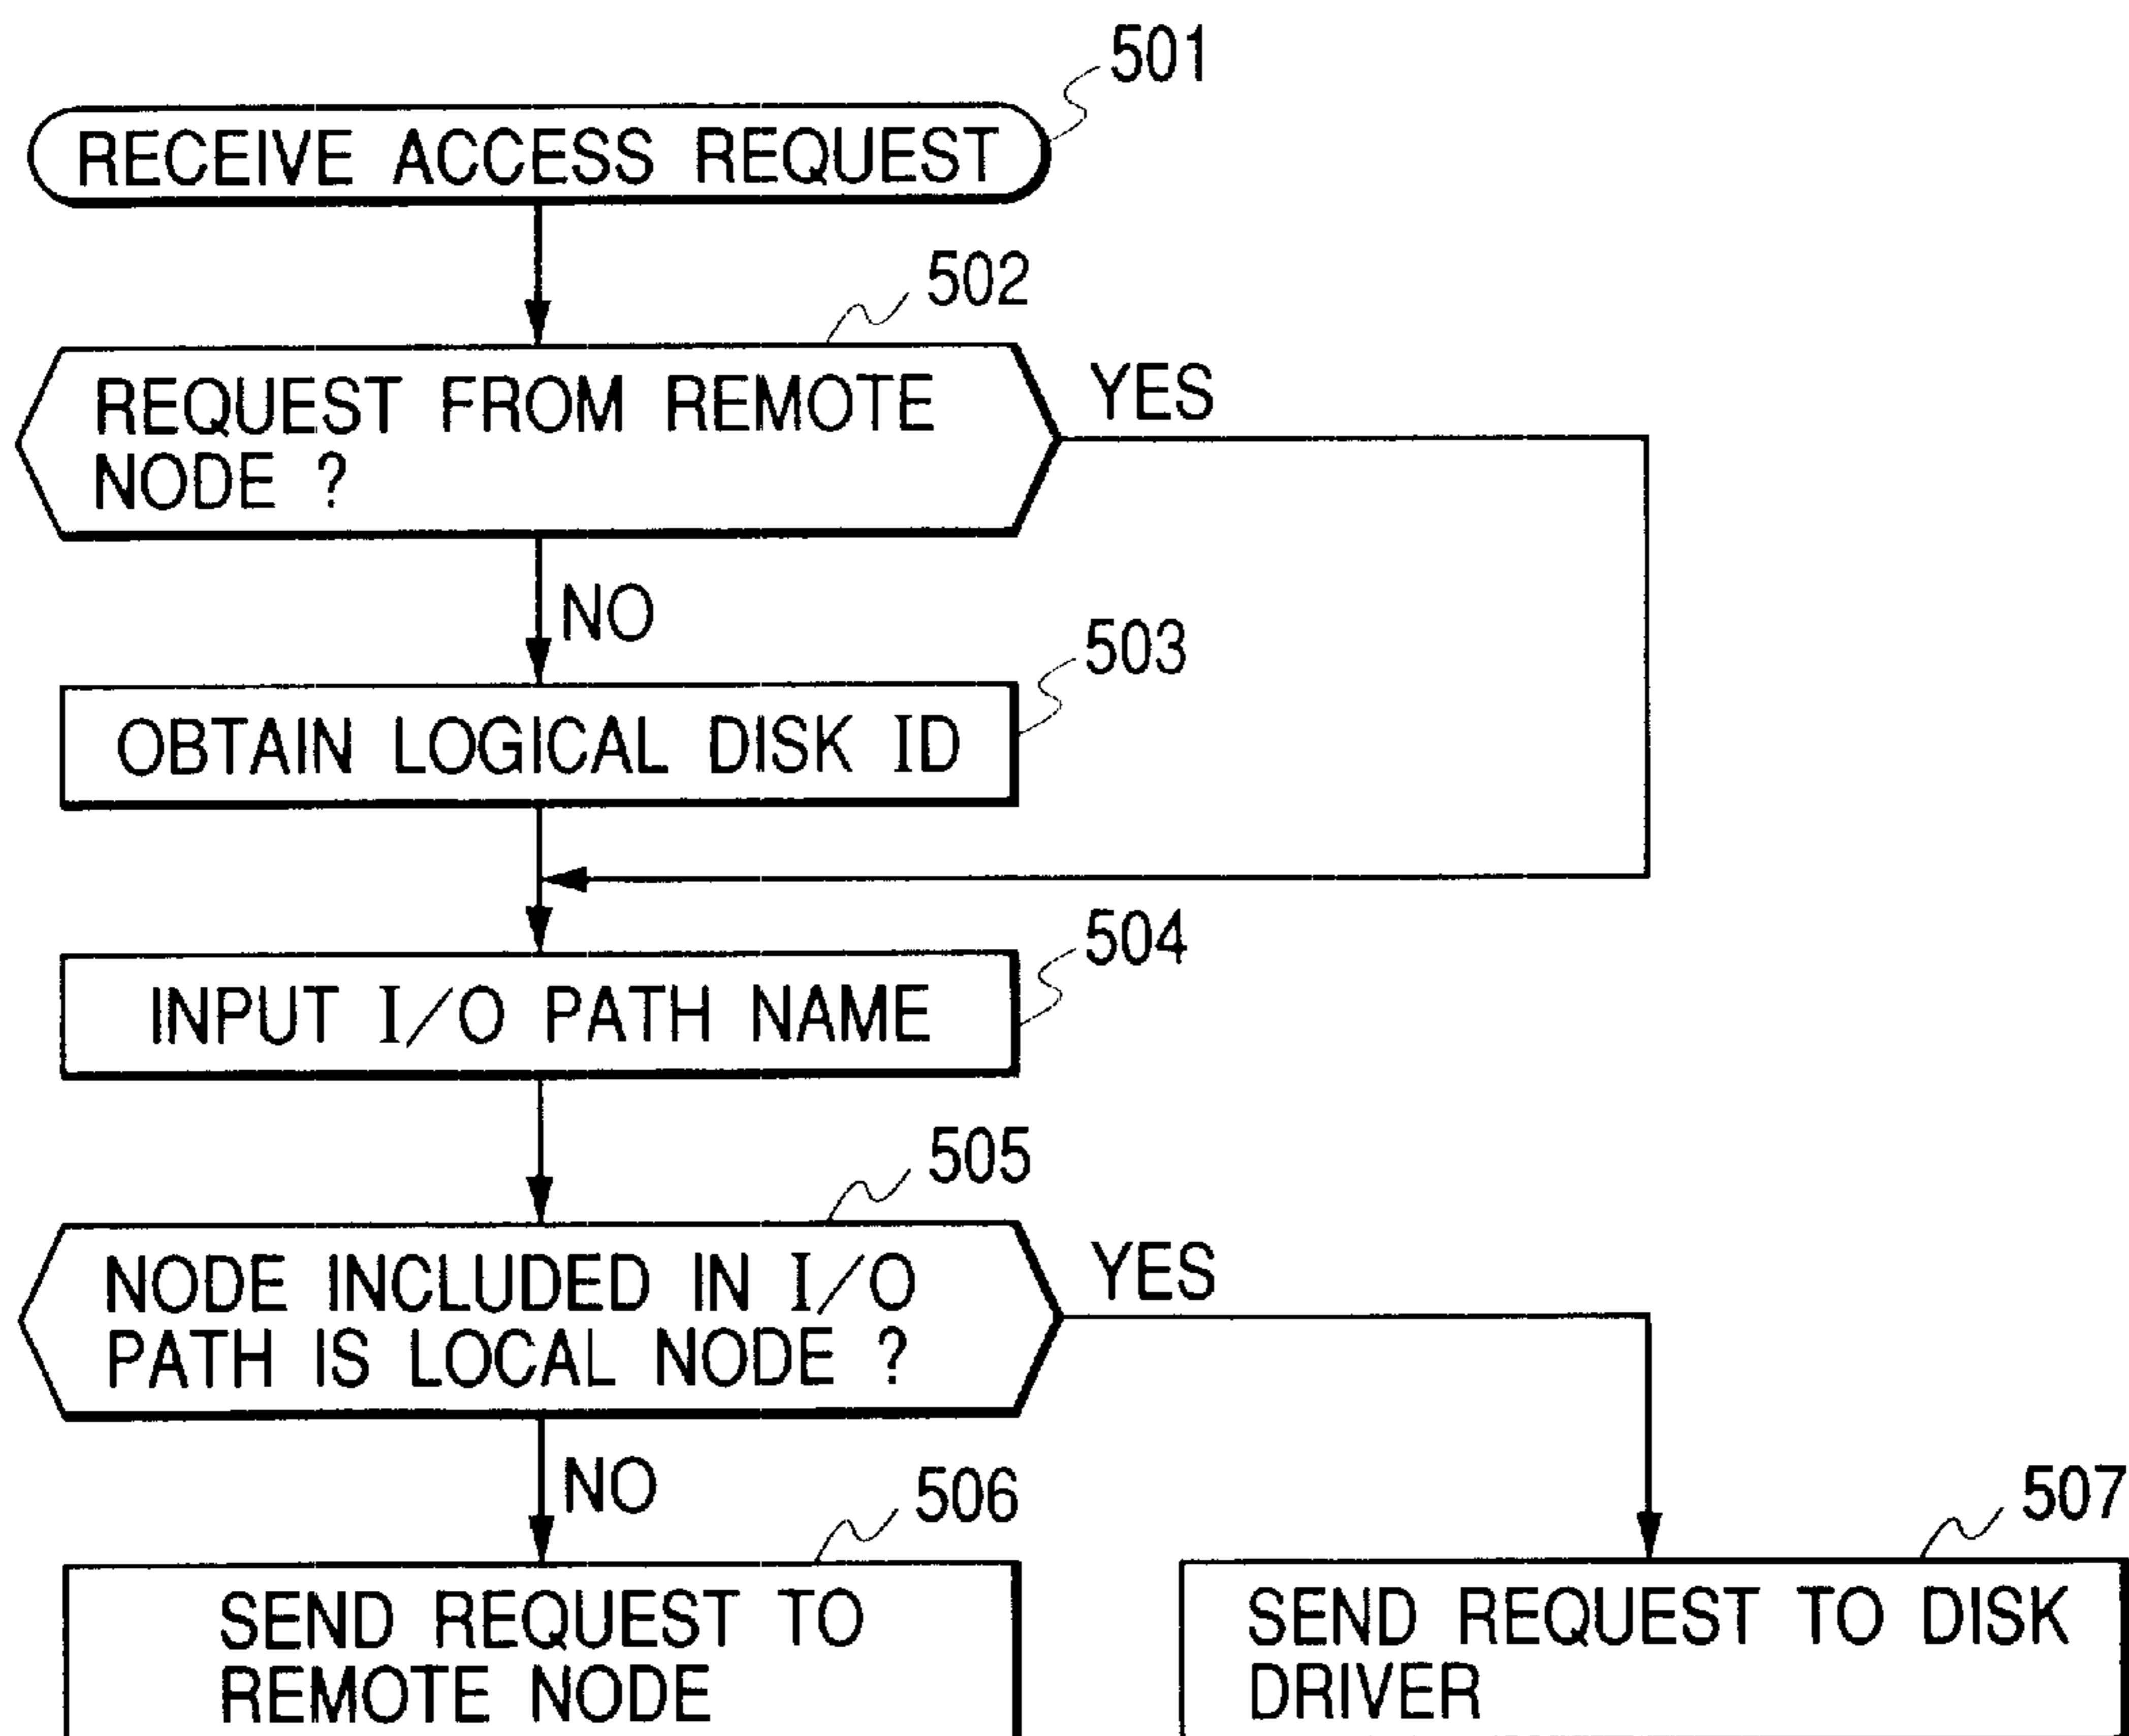 501
RECEIVE ACCESS REQUEST
502
REQUEST FROM REMOTE
NODE ?
YES
NO
503
OBTAIN LOGICAL DISK ID
504
INPUT I/O PATH NAME
505
NODE INCLUDED IN I/O
PATH IS LOCAL NODE ?
YES
NO
506
SEND REQUEST TO
REMOTE NODE
507
SEND REQUEST TO DISK
DRIVER